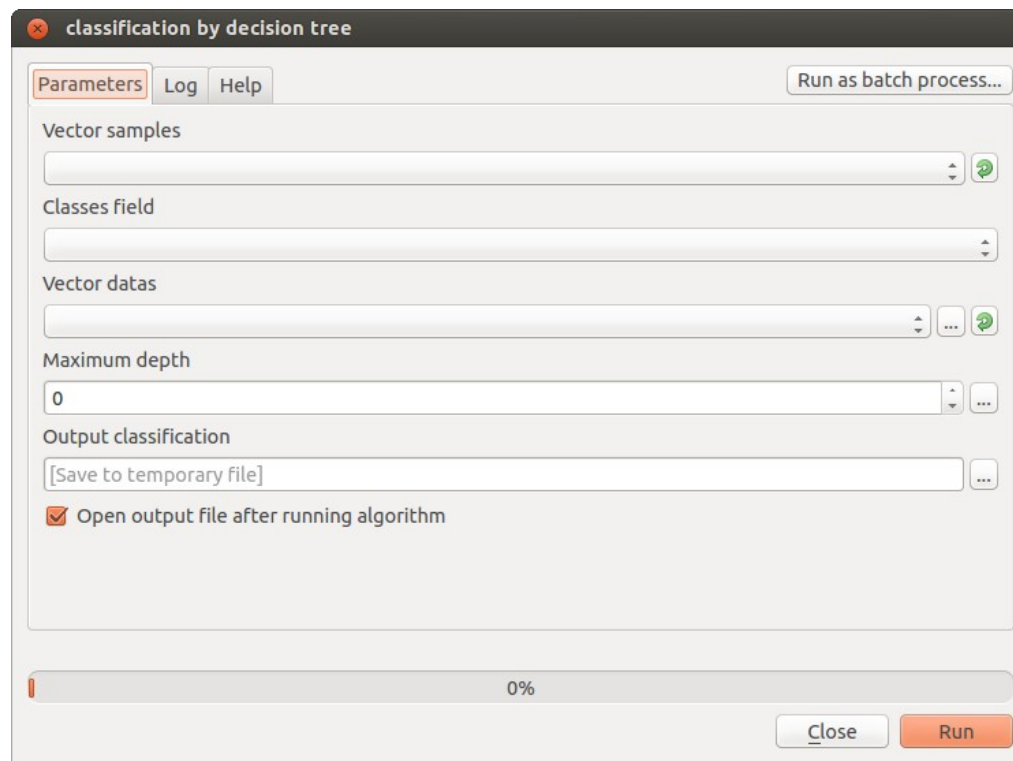 classification by decision tree
Parameters Log Help Run as batch process...
Vector samples
Classes field
Vector datas
...
Maximum depth
0 ...
Output classification
[Save to temporary file] ...
Open output file after running algorithm
0%
Close Run